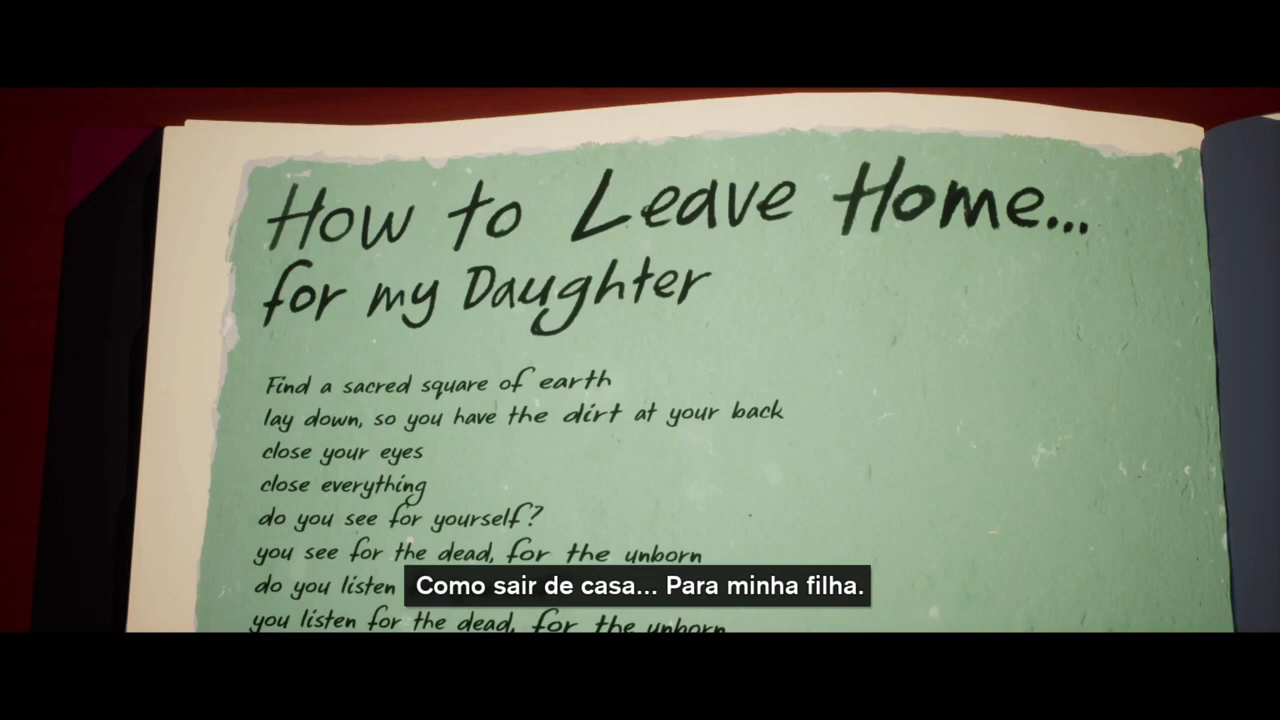 How to Leave Home...
for my Daughter
Find a sacred square of earth
lay down, so you have the dirt at your back
close your eyes
close everything
do you see for yourself?
you see for the dead, for the unborn
do you listen
Como sair de casa... Para minha filha.
you listen for the dead, for the unborn